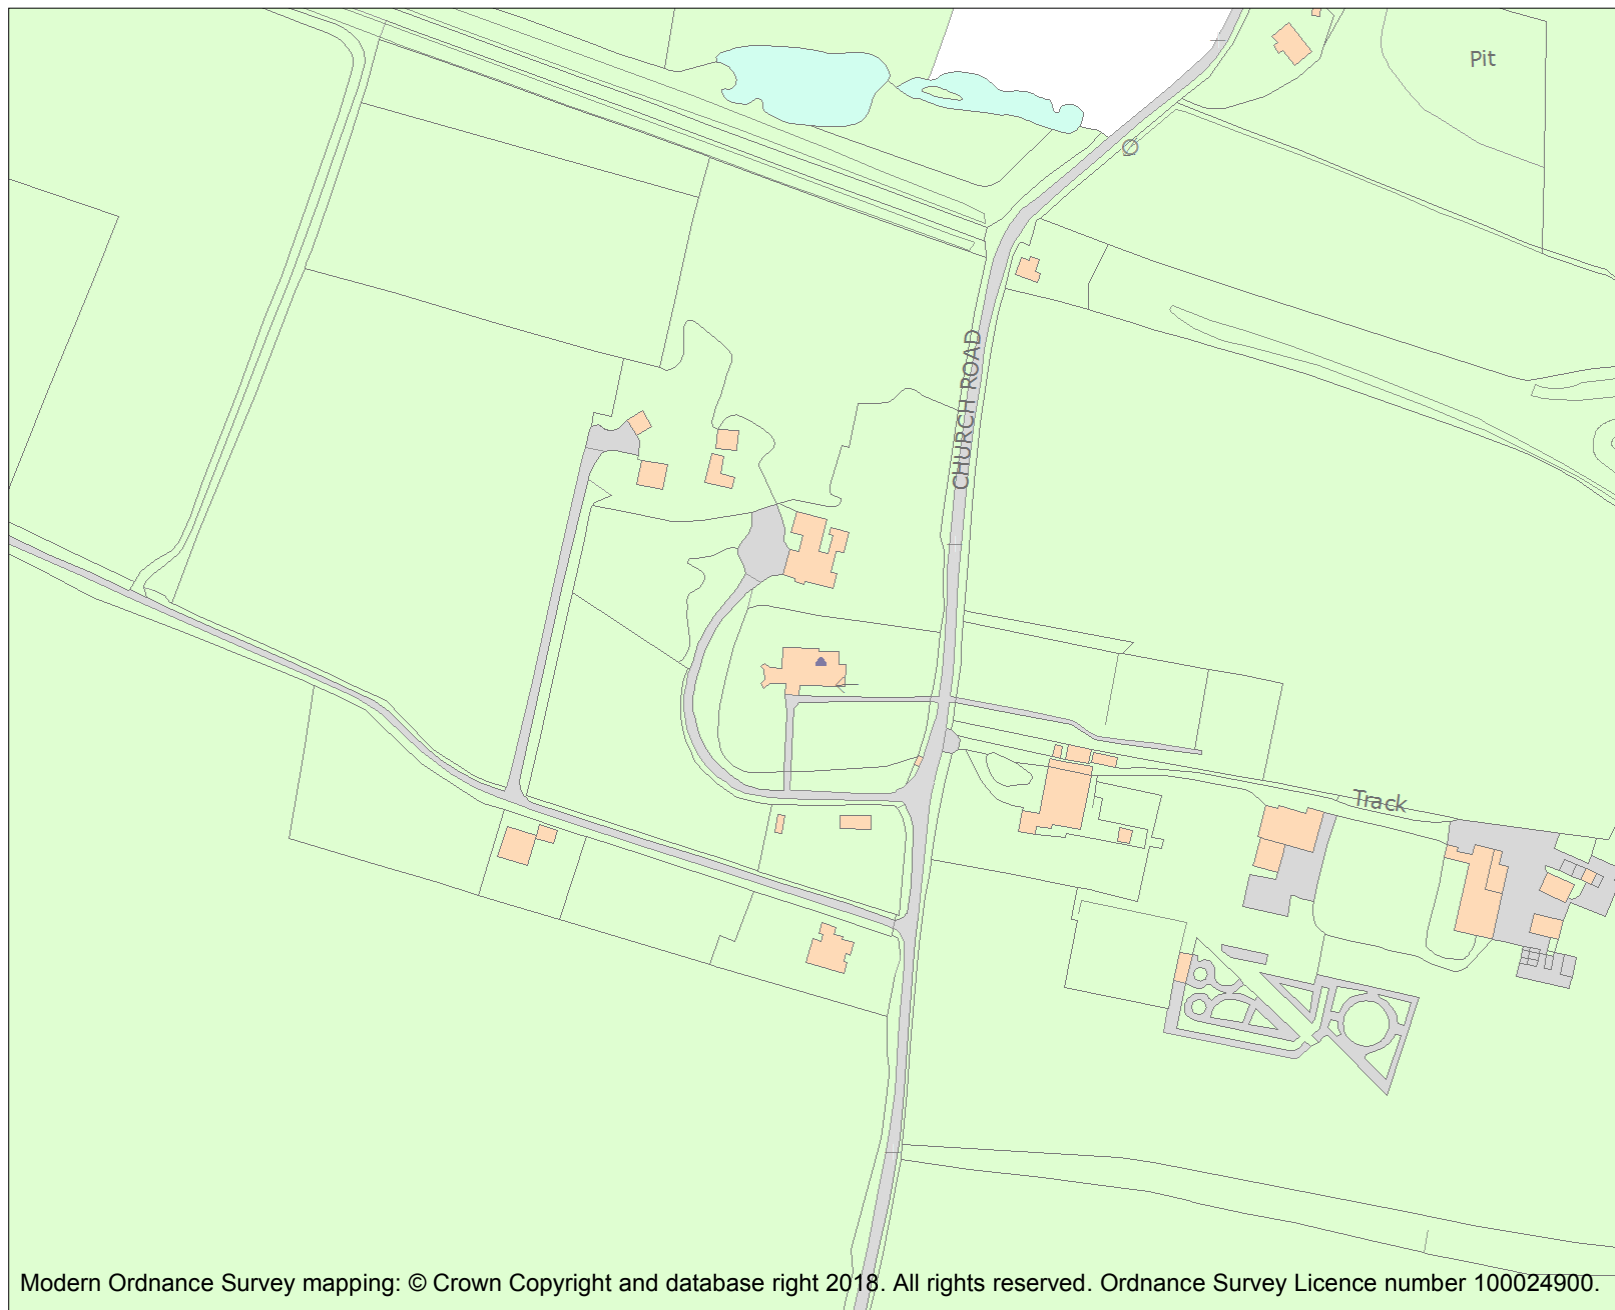 Pit
CHURCH ROAD
Track
Modern Ordnance Survey mapping: © Crown Copyright and database right 2018. All rights reserved. Ordnance Survey Licence number 100024900.